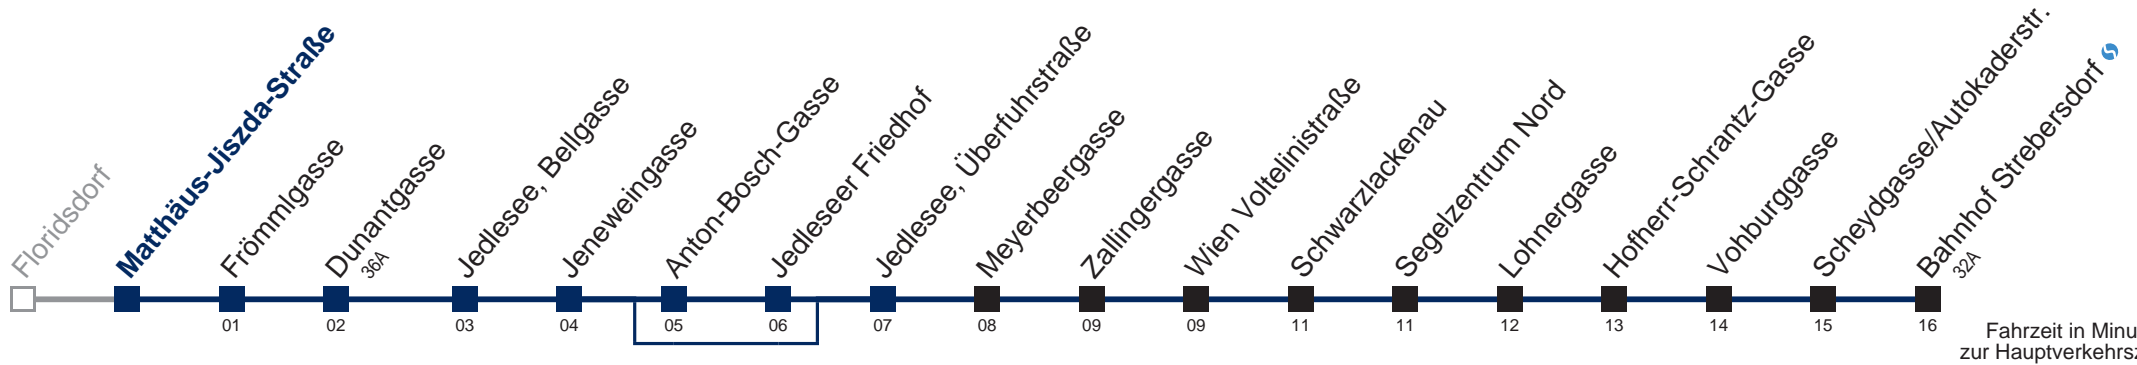 Floridsdorf
Matthäus-Jiszda-Straße
Frömmlgasse
Dunantgasse
36A
Jedlesee, Bellgasse
Jeneweingasse
Anton-Bosch-Gasse
Jedleseer Friedhof
Jedlesee, Überfuhrstraße
Meyerbeergasse
Zallingergasse
Wien Voltelinistraße
Schwarzlackenau
Segelzentrum Nord
Lohnergasse
Hofherr-Schrantz-Gasse
Vohburggasse
Scheydgasse/Autokaderstr.
Bahnhof Strebersdorf
32A
01 02 03 04 05 06 07 08 09 09 11 11 12 13 14 15 16
Fahrzeit in Minu
zur Hauptverkehrsz